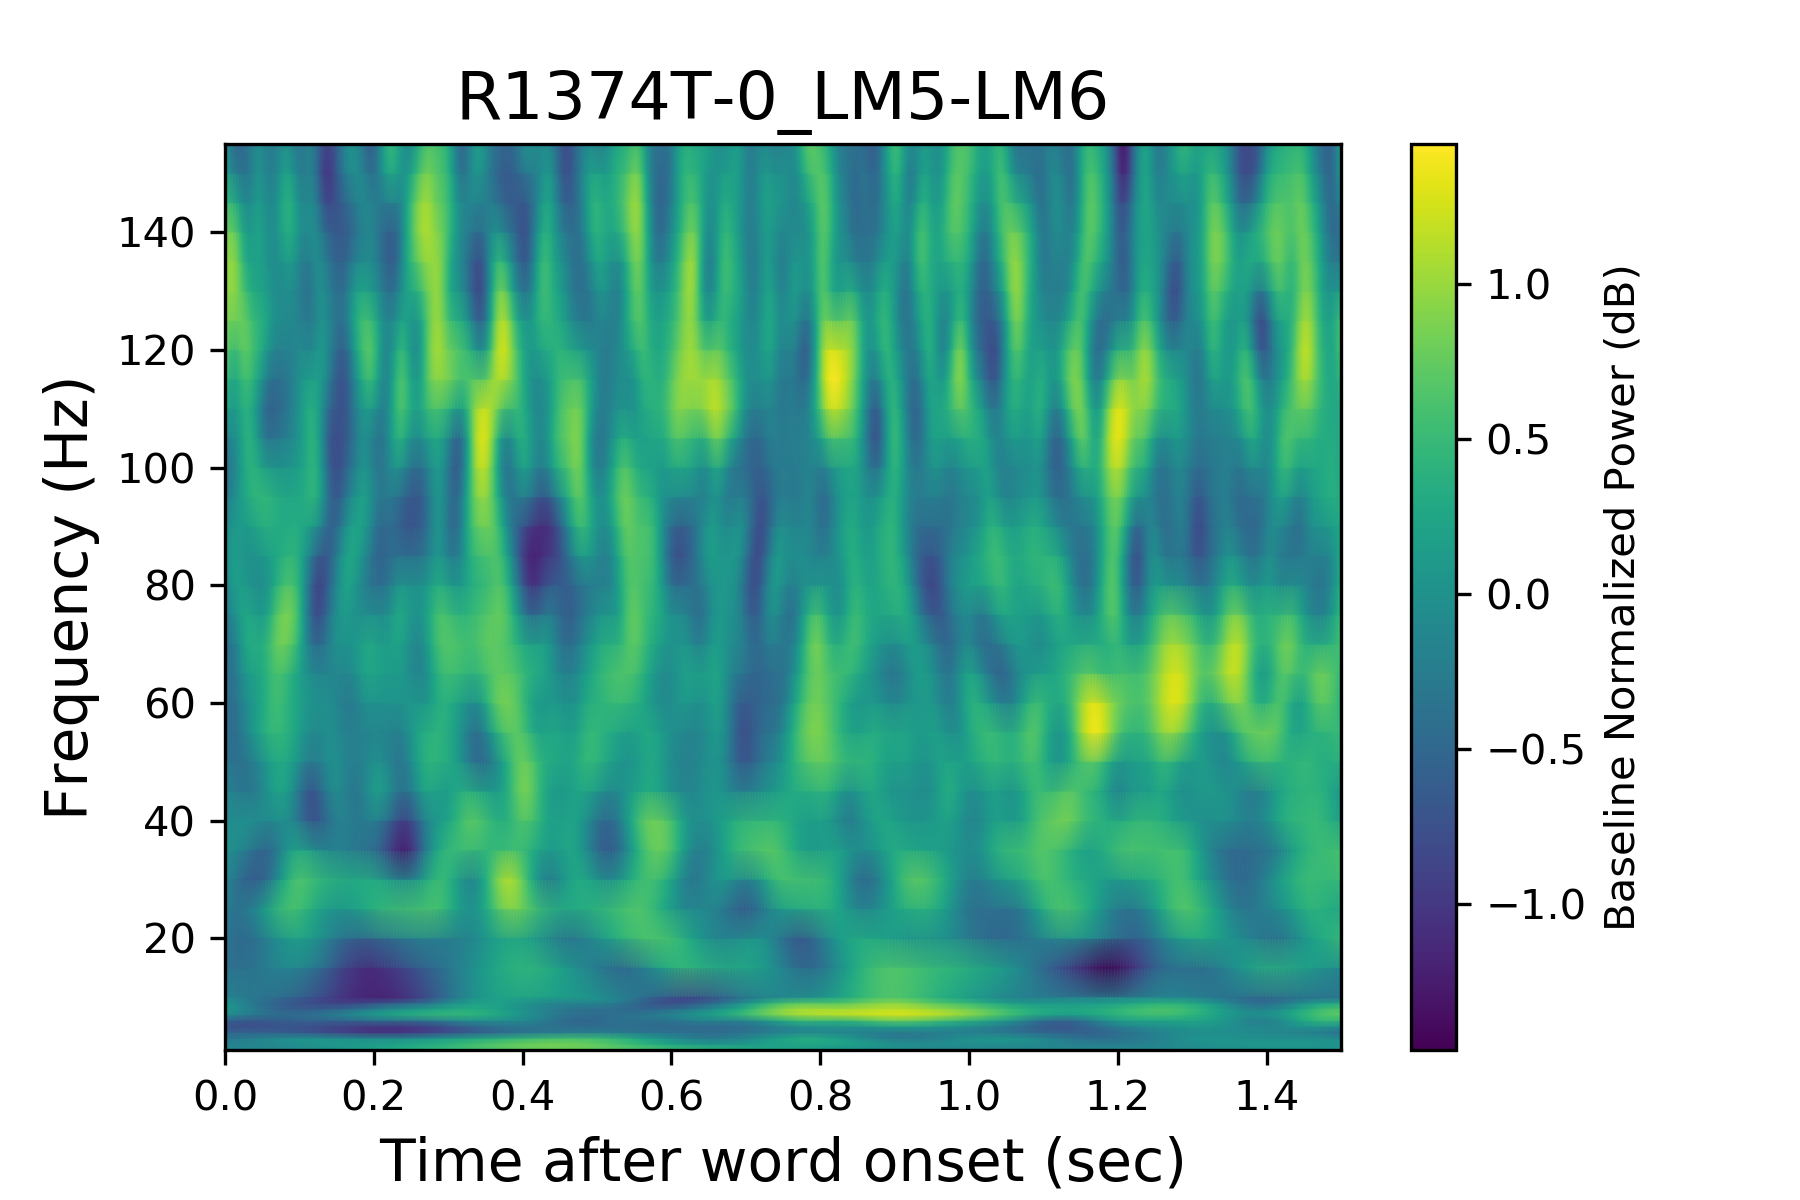 R1374T-0_LM5-LM6
Frequency (Hz)
140
120
100
80
60
40
20
0.0 0.2 0.4 0.6 0.8 1.0 1.2 1.4
Time after word onset (sec)
1.0
0.5
0.0
−0.5
−1.0
Baseline Normalized Power (dB)